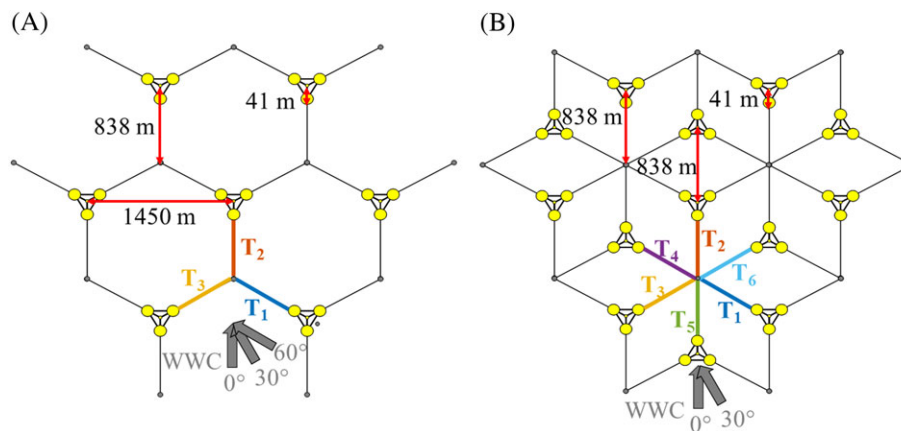 (A)
838 m
41 m
1450 m
T₂
T₃
T₁
WWC
0°
30°
60°
(B)
838 m
41 m
838 m
T₂
T₄
T₆
T₃
T₁
T₅
WWC
0°
30°